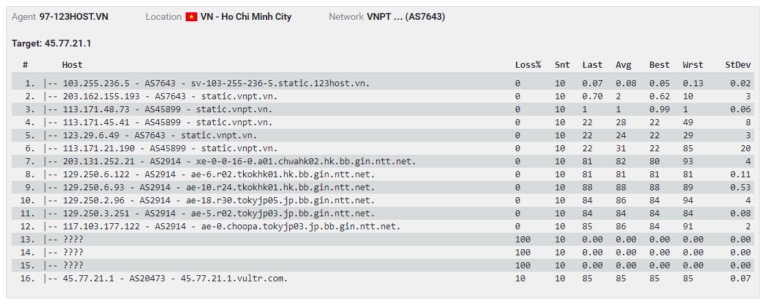 Agent 97-123HOST.VN Location VN - Ho Chi Minh City Network VNPT ... (AS7643)
Target: 45.77.21.1
# Host Loss% Snt Last Avg Best Wrst StDev
1. |-- 103.255.236.5 - AS7643 - sv-103-255-236-5.static.123host.vn. 0 10 0.07 0.08 0.05 0.13 0.02
2. |-- 203.162.155.193 - AS7643 - static.vnpt.vn. 0 10 0.70 2 0.62 10 3
3. |-- 113.171.48.73 - AS45899 - static.vnpt.vn. 0 10 1 1 0.99 1 0.06
4. |-- 113.171.45.41 - AS45899 - static.vnpt.vn. 0 10 22 28 22 49 8
5. |-- 123.29.6.49 - AS7643 - static.vnpt.vn. 0 10 22 24 22 29 3
6. |-- 113.171.21.190 - AS45899 - static.vnpt.vn. 0 10 22 31 22 85 20
7. |-- 203.131.252.21 - AS2914 - xe-0-0-16-0.a01.chwahk02.hk.bb.gin.ntt.net. 0 10 81 82 80 93 4
8. |-- 129.250.6.122 - AS2914 - ae-6.r02.tkokhk01.hk.bb.gin.ntt.net. 0 10 81 81 81 81 0.11
9. |-- 129.250.6.93 - AS2914 - ae-10.r24.tkokhk01.hk.bb.gin.ntt.net. 0 10 88 88 88 89 0.53
10. |-- 129.250.2.96 - AS2914 - ae-18.r30.tokyjp05.jp.bb.gin.ntt.net. 0 10 84 86 84 94 4
11. |-- 129.250.3.251 - AS2914 - ae-5.r02.tokyjp03.jp.bb.gin.ntt.net. 0 10 84 84 84 84 0.08
12. |-- 117.103.177.122 - AS2914 - ae-0.choopa.tokyjp03.jp.bb.gin.ntt.net. 0 10 85 86 84 91 2
13. |-- ???? 100 10 0.00 0.00 0.00 0.00 0.00
14. |-- ???? 100 10 0.00 0.00 0.00 0.00 0.00
15. |-- ???? 100 10 0.00 0.00 0.00 0.00 0.00
16. |-- 45.77.21.1 - AS20473 - 45.77.21.1.vultr.com. 10 10 85 85 85 85 0.07